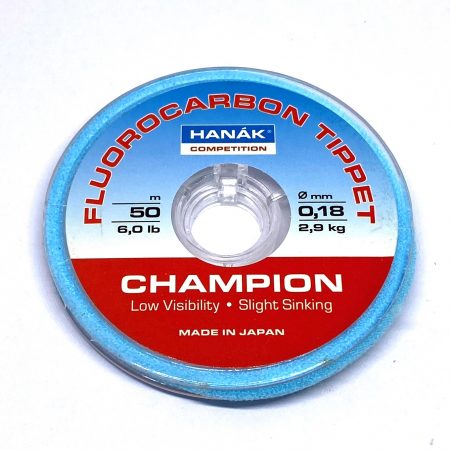 FLUOROCARBON TIPPET
HANÁK®
COMPETITION
m
50
6,0 lb
Ø mm
0,18
2,9 kg
CHAMPION
Low Visibility • Slight Sinking
MADE IN JAPAN